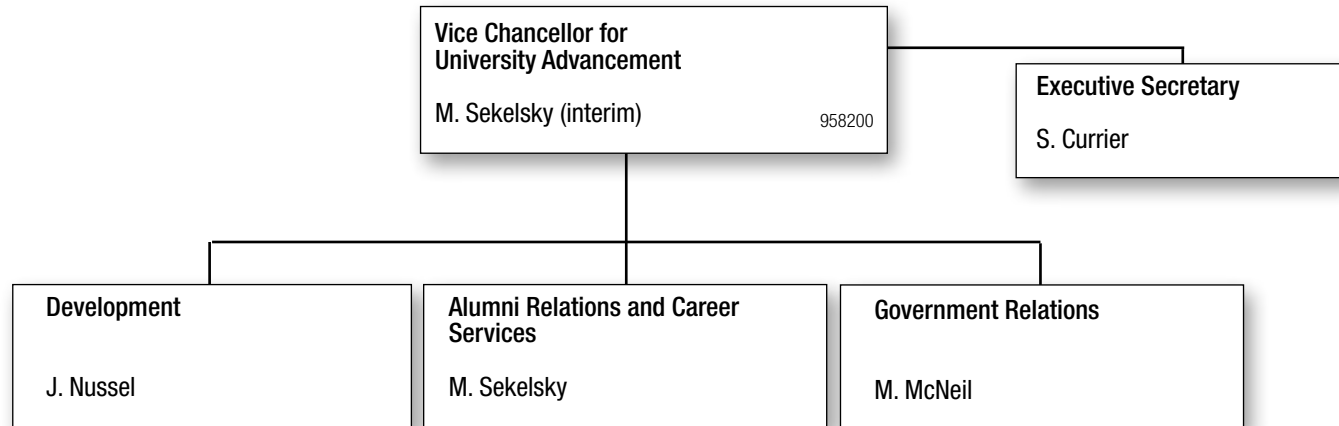 Vice Chancellor for
University Advancement
M. Sekelsky (interim)
958200
Executive Secretary
S. Currier
Development
J. Nussel
Alumni Relations and Career
Services
M. Sekelsky
Government Relations
M. McNeil